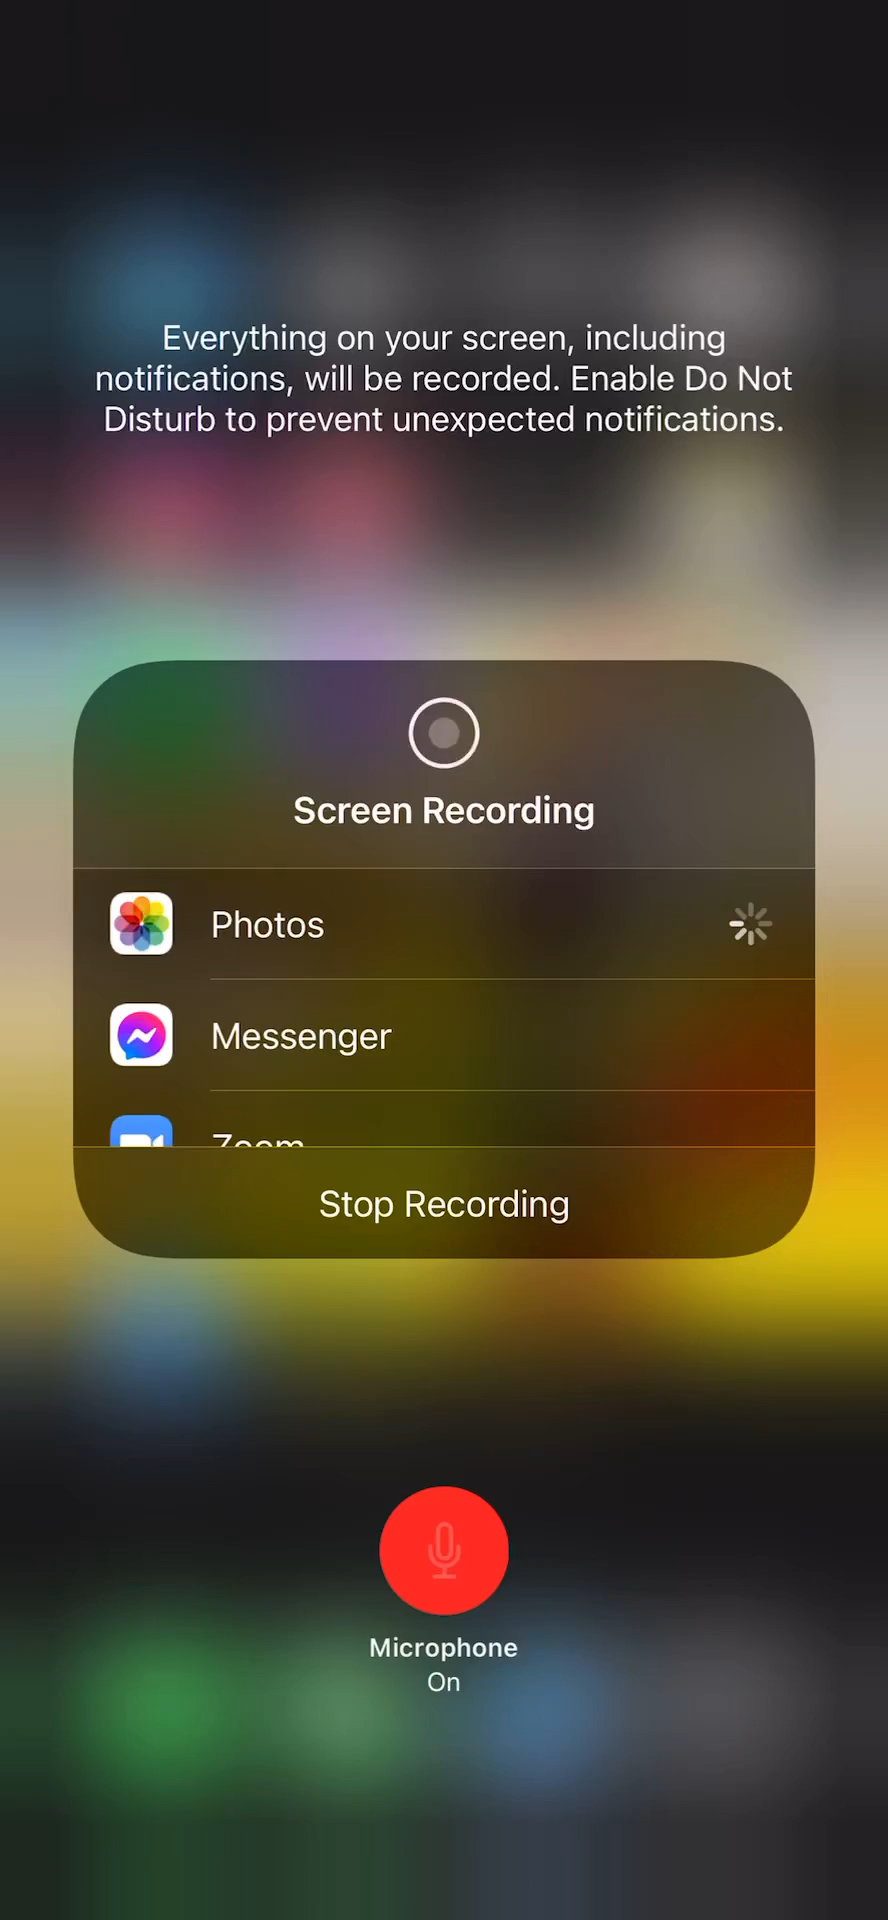 Everything on your screen, including
notifications, will be recorded. Enable Do Not
Disturb to prevent unexpected notifications.
Screen Recording
Photos
Messenger
Zoom
Stop Recording
Microphone
On